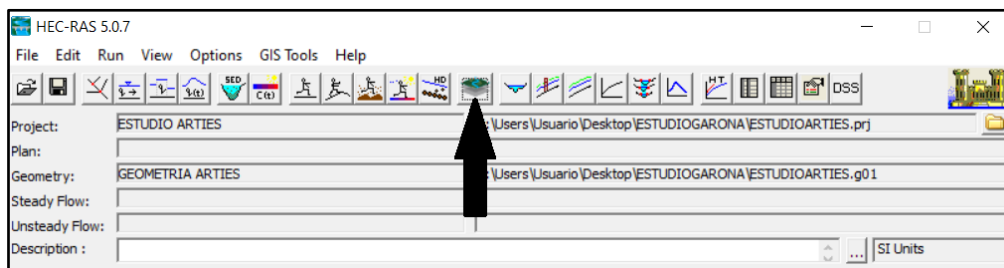 HEC-RAS 5.0.7
File Edit Run View Options GIS Tools Help
SED C(t) HD HT DSS
Project: ESTUDIO ARTIES :\Users\Usuario\Desktop\ESTUDIOGARONA\ESTUDIOARTIES.prj
Plan:
Geometry: GEOMETRIA ARTIES :\Users\Usuario\Desktop\ESTUDIOGARONA\ESTUDIOARTIES.g01
Steady Flow:
Unsteady Flow:
Description : ... SI Units